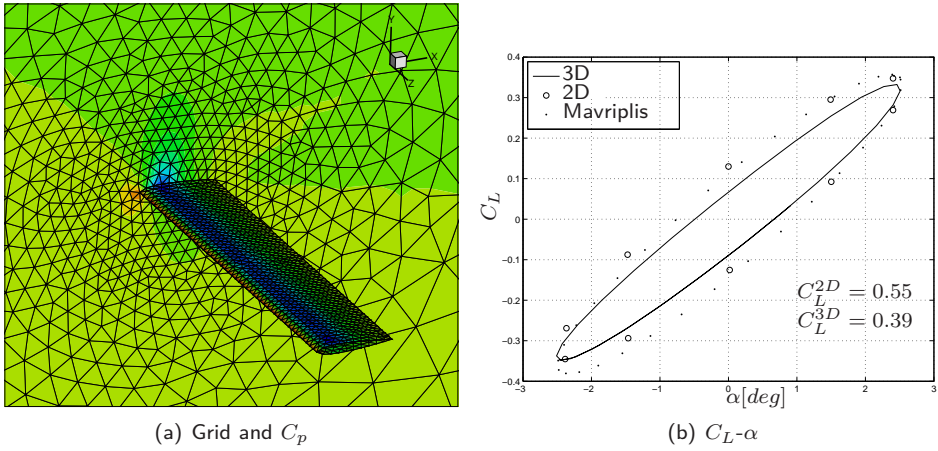 Y
X
Z
(a) Grid and $C_p$
3D
2D
Mavriplis
0.4
0.3
0.2
0.1
0
−0.1
−0.2
−0.3
−0.4
$C_L$
$C_L^{2D} = 0.55$
$C_L^{3D} = 0.39$
−3
−2
−1
0
1
2
3
$\alpha[deg]$
(b) $C_L$-$\alpha$